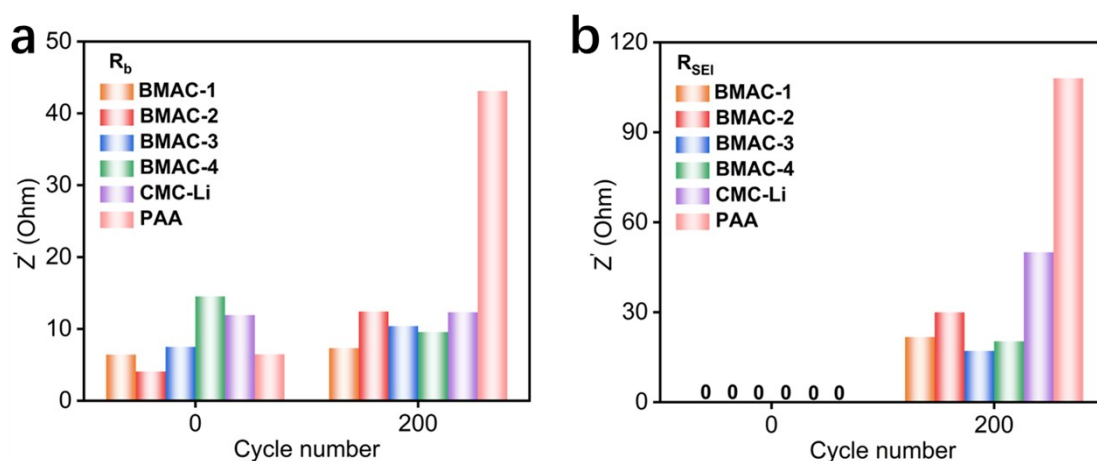 a
50
40
30
20
10
0
Z' (Ohm)
R_b
BMAC-1
BMAC-2
BMAC-3
BMAC-4
CMC-Li
PAA
0 200
Cycle number
b
120
90
60
30
0
Z' (Ohm)
R_SEI
BMAC-1
BMAC-2
BMAC-3
BMAC-4
CMC-Li
PAA
0 0 0 0 0 0
0 200
Cycle number